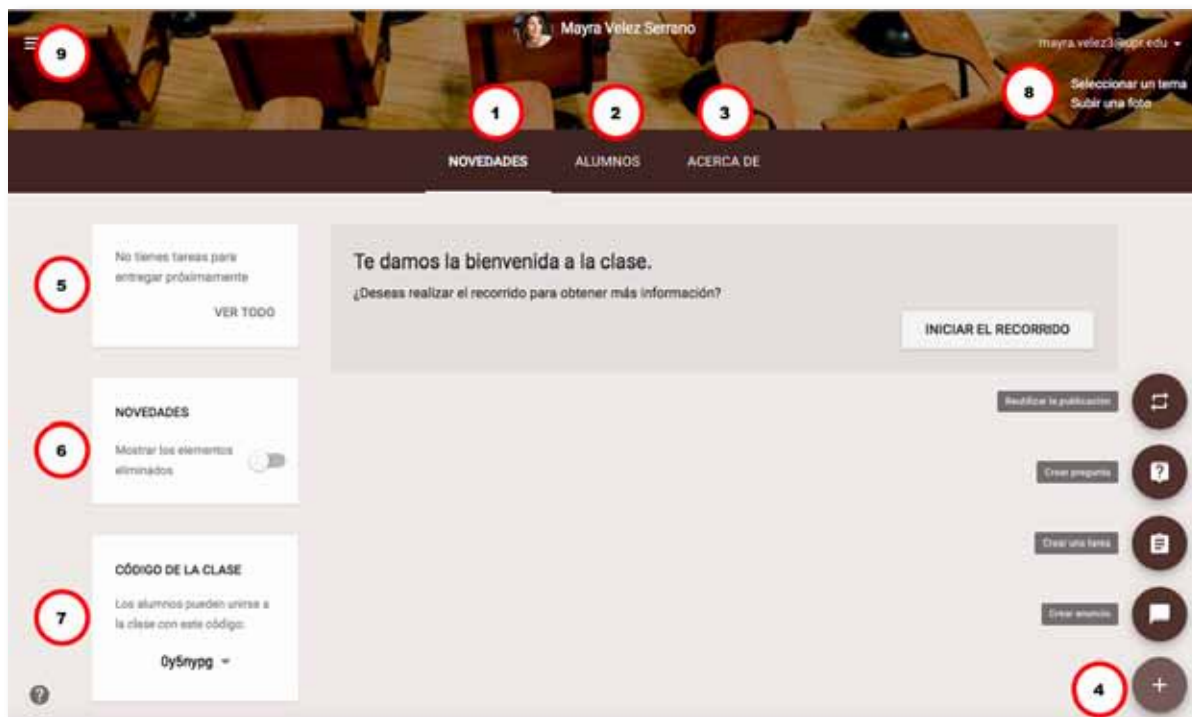 Mayra Velez Serrano
mayra.velez3@upr.edu
9
8
Seleccionar un tema
Subir una foto
1
2
3
NOVEDADES
ALUMNOS
ACERCA DE
5
No tienes tareas para
entregar próximamente
VER TODO
Te damos la bienvenida a la clase.
¿Deseas realizar el recorrido para obtener más información?
INICIAR EL RECORRIDO
6
NOVEDADES
Mostrar los elementos
eliminados
Reutilizar la publicación
Crear pregunta
Crear una tarea
Crear anuncio
7
CÓDIGO DE LA CLASE
Los alumnos pueden unirse a
la clase con este código:
0y5nypg
4